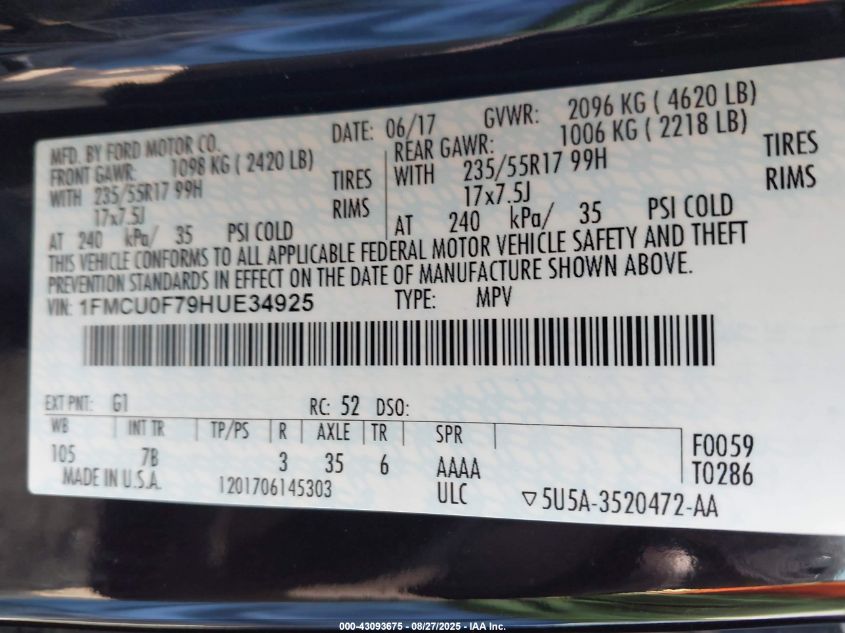 MFD. BY FORD MOTOR CO. DATE: 06/17 GVWR: 2096 KG ( 4620 LB)
FRONT GAWR: 1098 KG ( 2420 LB) REAR GAWR: 1006 KG ( 2218 LB)
WITH 235/55R17 99H TIRES WITH 235/55R17 99H TIRES
17x7.5J RIMS 17x7.5J RIMS
AT 240 kPa/ 35 PSI COLD AT 240 kPa/ 35 PSI COLD
THIS VEHICLE CONFORMS TO ALL APPLICABLE FEDERAL MOTOR VEHICLE SAFETY AND THEFT
PREVENTION STANDARDS IN EFFECT ON THE DATE OF MANUFACTURE SHOWN ABOVE.
VIN: 1FMCU0F79HUE34925 TYPE: MPV
EXT PNT: G1 RC: 52 DSO:
WB INT TR TP/PS R AXLE TR SPR F0059
105 7B 3 35 6 AAAA T0286
MADE IN U.S.A. 1201706145303 ULC ▽5U5A-3520472-AA
000-43093675 - 08/27/2025 - IAA Inc.